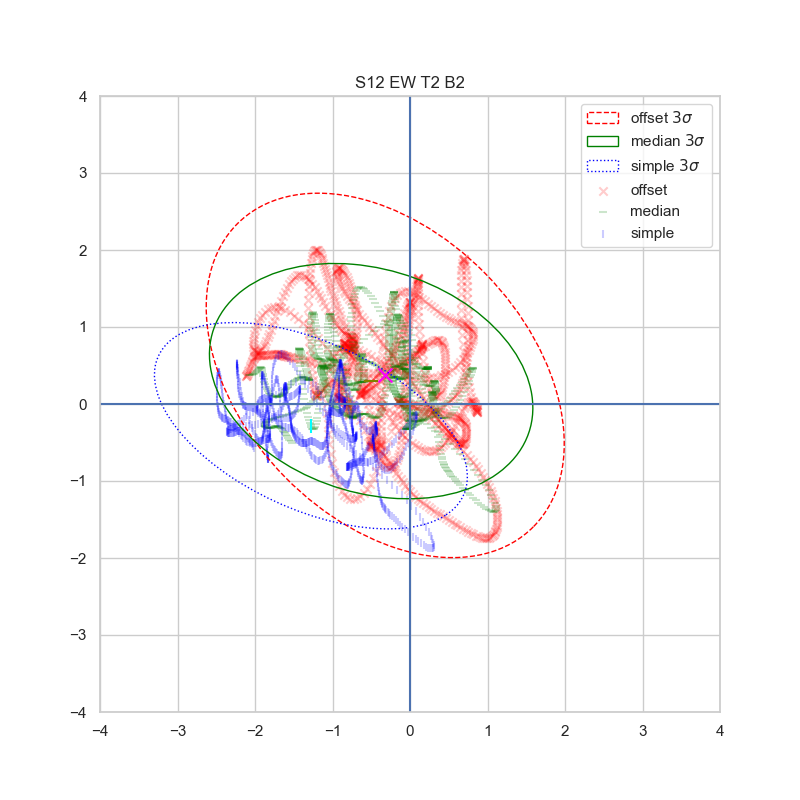 S12 EW T2 B2
offset 3σ
median 3σ
simple 3σ
offset
median
simple
4
3
2
1
0
−1
−2
−3
−4
−4 −3 −2 −1 0 1 2 3 4